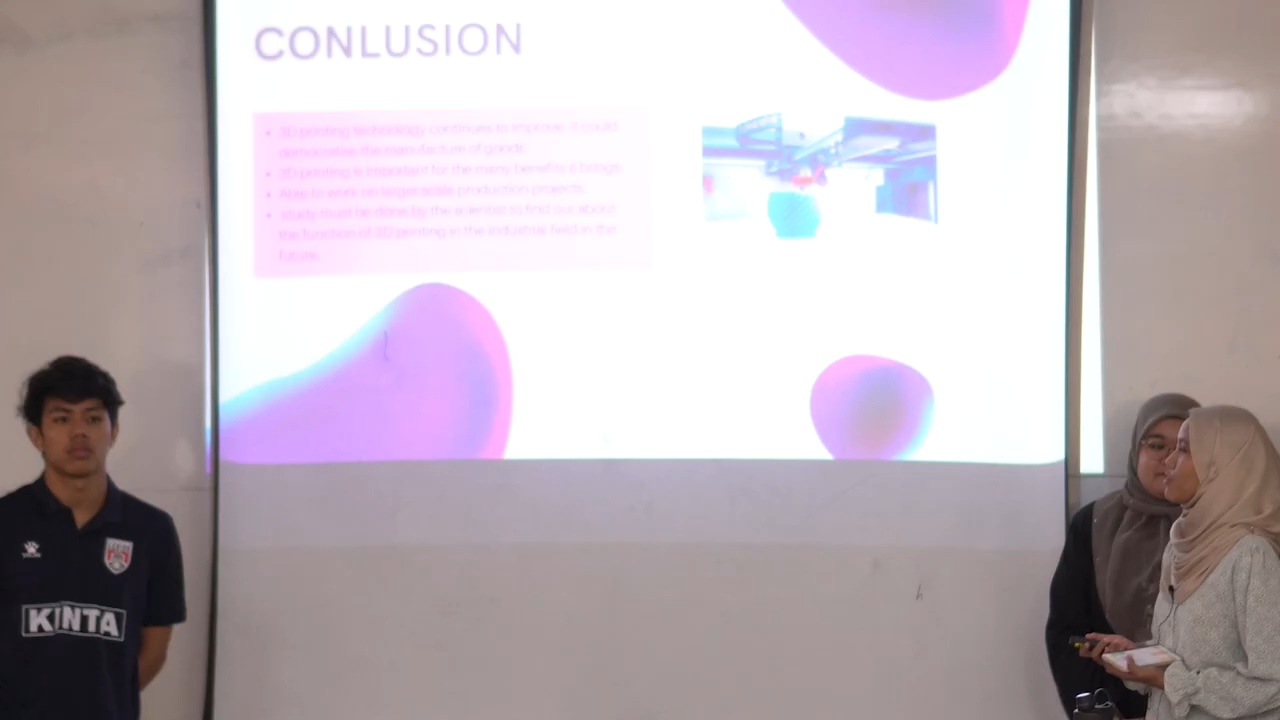 CONLUSION
• 3D printing technology continues to improve, it could
democratise the manufacture of goods.
• 3D printing is important for the many benefits it brings.
• Able to work on larger scale production projects.
• study must be done by the scientist to find out about
the function of 3D printing in the industrial field in the
future.
KINTA